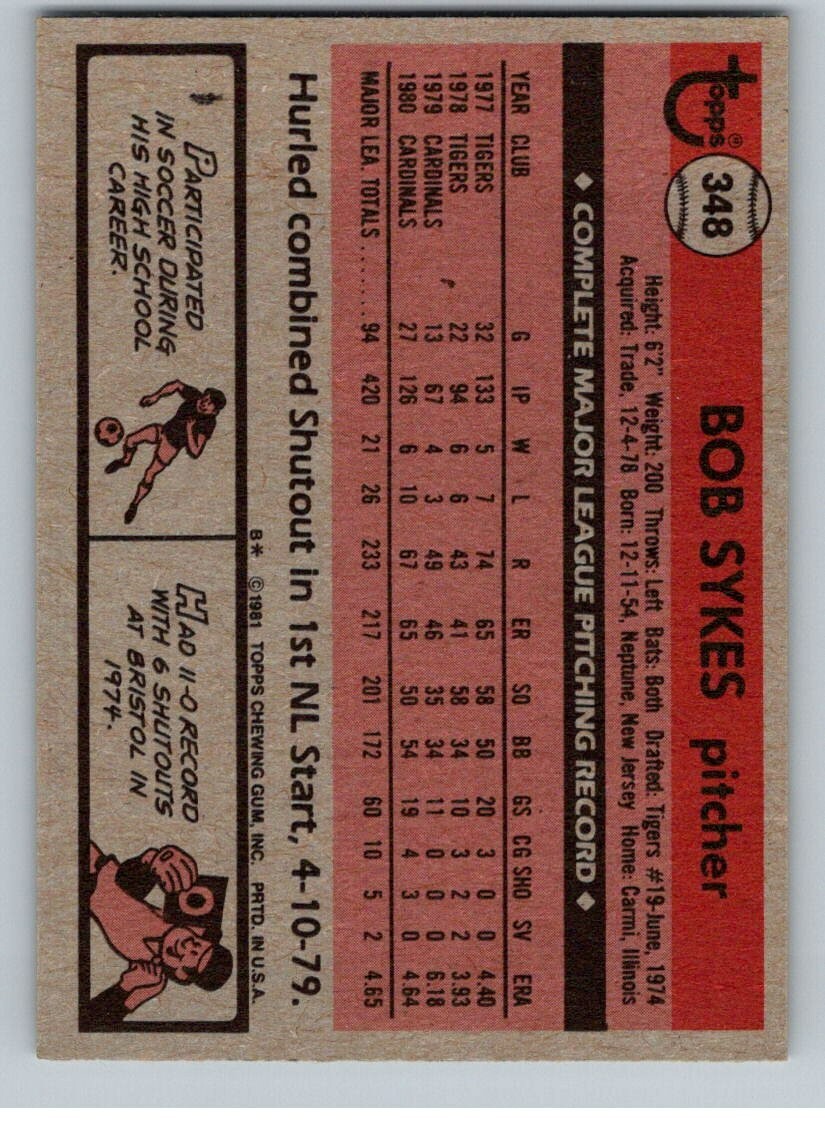 topps®
348
BOB SYKES pitcher
Height: 6'2" Weight: 200 Throws: Left Bats: Both Drafted: Tigers #19-June, 1974
Acquired: Trade, 12-4-78 Born: 12-11-54, Neptune, New Jersey Home: Carmi, Illinois
◆ COMPLETE MAJOR LEAGUE PITCHING RECORD ◆
YEAR CLUB G IP W L R ER SO BB GS CG SHO SV ERA
1977 TIGERS 32 133 5 7 74 65 58 50 20 3 0 0 4.40
1978 TIGERS 22 94 6 6 43 41 58 34 10 3 2 2 3.93
1979 CARDINALS 13 67 4 3 49 46 35 34 11 0 0 0 6.18
1980 CARDINALS 27 126 6 10 67 65 50 54 19 4 3 0 4.64
MAJOR LEA. TOTALS ...... 94 420 21 26 233 217 201 172 60 10 5 2 4.65
Hurled combined Shutout in 1st NL Start, 4-10-79.
B* ©1981 TOPPS CHEWING GUM, INC. PRTD. IN U.S.A.
PARTICIPATED
IN SOCCER DURING
HIS HIGH SCHOOL
CAREER.
HAD 11-0 RECORD
WITH 6 SHUTOUTS
AT BRISTOL IN
1974.